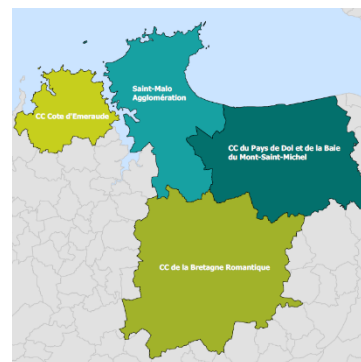 Saint-Malo
Agglomération
CC Cote d'Emeraude
CC du Pays de Dol et de la Baie
du Mont-Saint-Michel
CC de la Bretagne Romantique